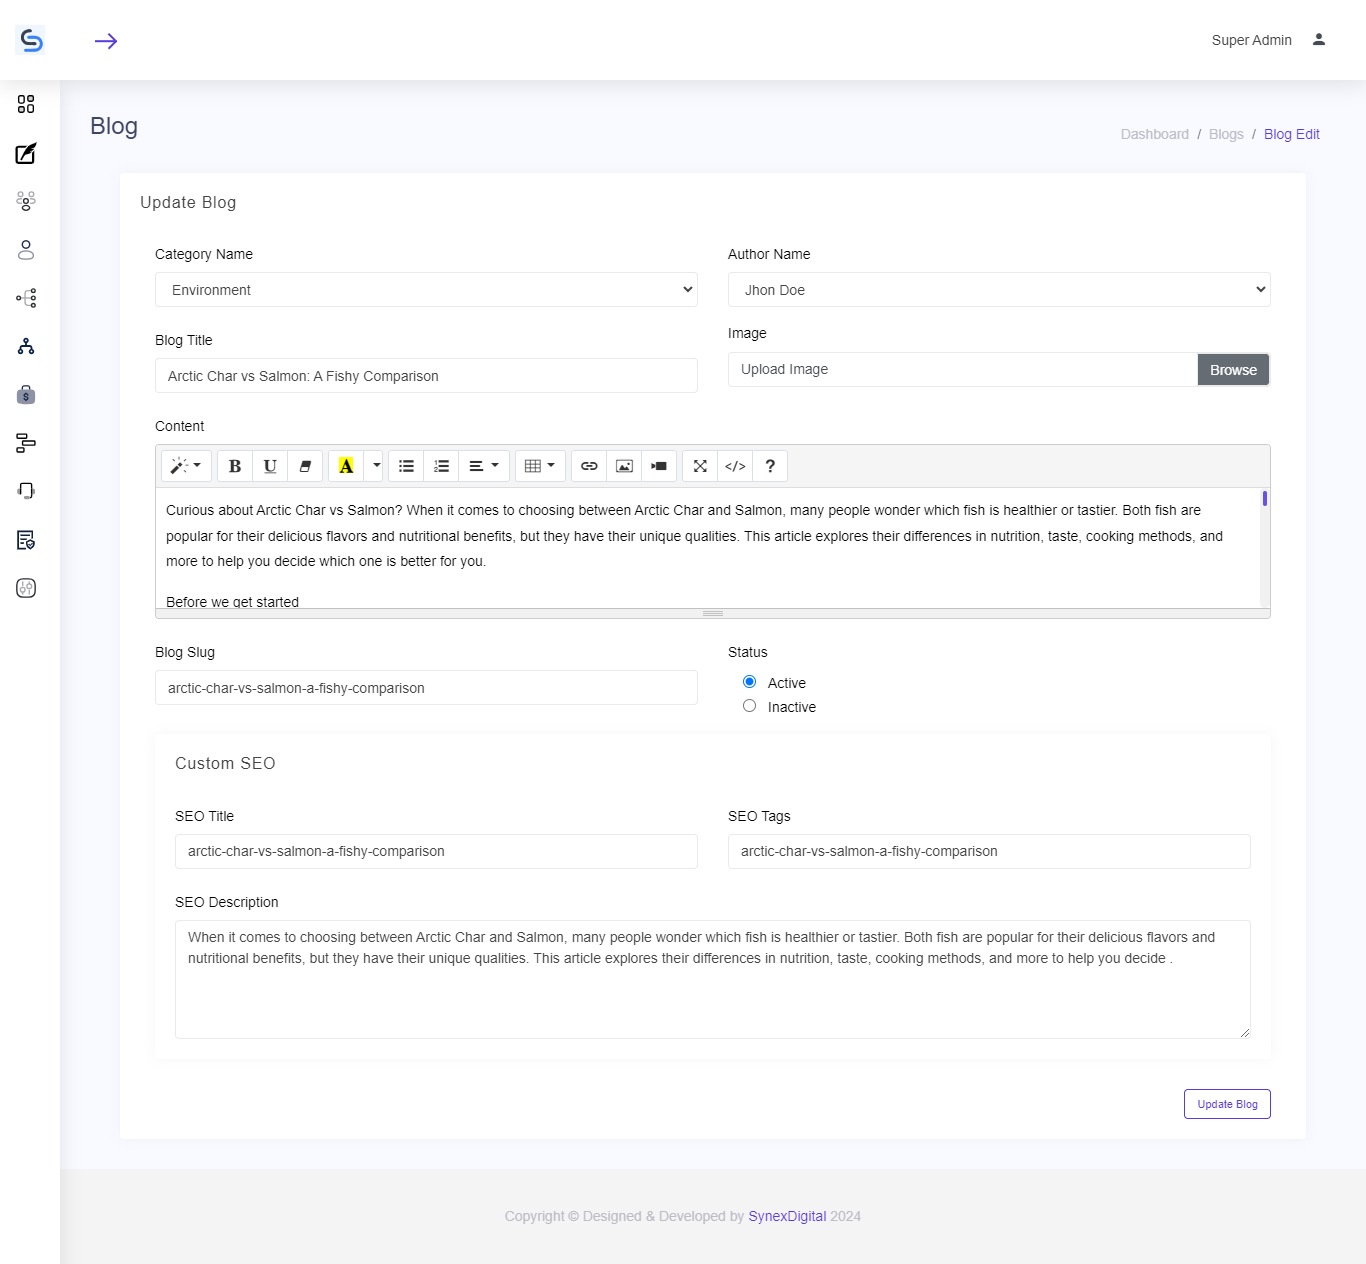 Super Admin
Blog
Dashboard / Blogs / Blog Edit
Update Blog
Category Name
Author Name
Environment
Jhon Doe
Blog Title
Image
Arctic Char vs Salmon: A Fishy Comparison
Upload Image
Browse
Content
B U A </> ?
Curious about Arctic Char vs Salmon? When it comes to choosing between Arctic Char and Salmon, many people wonder which fish is healthier or tastier. Both fish are
popular for their delicious flavors and nutritional benefits, but they have their unique qualities. This article explores their differences in nutrition, taste, cooking methods, and
more to help you decide which one is better for you.
Before we get started
Blog Slug
Status
arctic-char-vs-salmon-a-fishy-comparison
Active
Inactive
Custom SEO
SEO Title
SEO Tags
arctic-char-vs-salmon-a-fishy-comparison
arctic-char-vs-salmon-a-fishy-comparison
SEO Description
When it comes to choosing between Arctic Char and Salmon, many people wonder which fish is healthier or tastier. Both fish are popular for their delicious flavors and
nutritional benefits, but they have their unique qualities. This article explores their differences in nutrition, taste, cooking methods, and more to help you decide .
Update Blog
Copyright © Designed & Developed by SynexDigital 2024